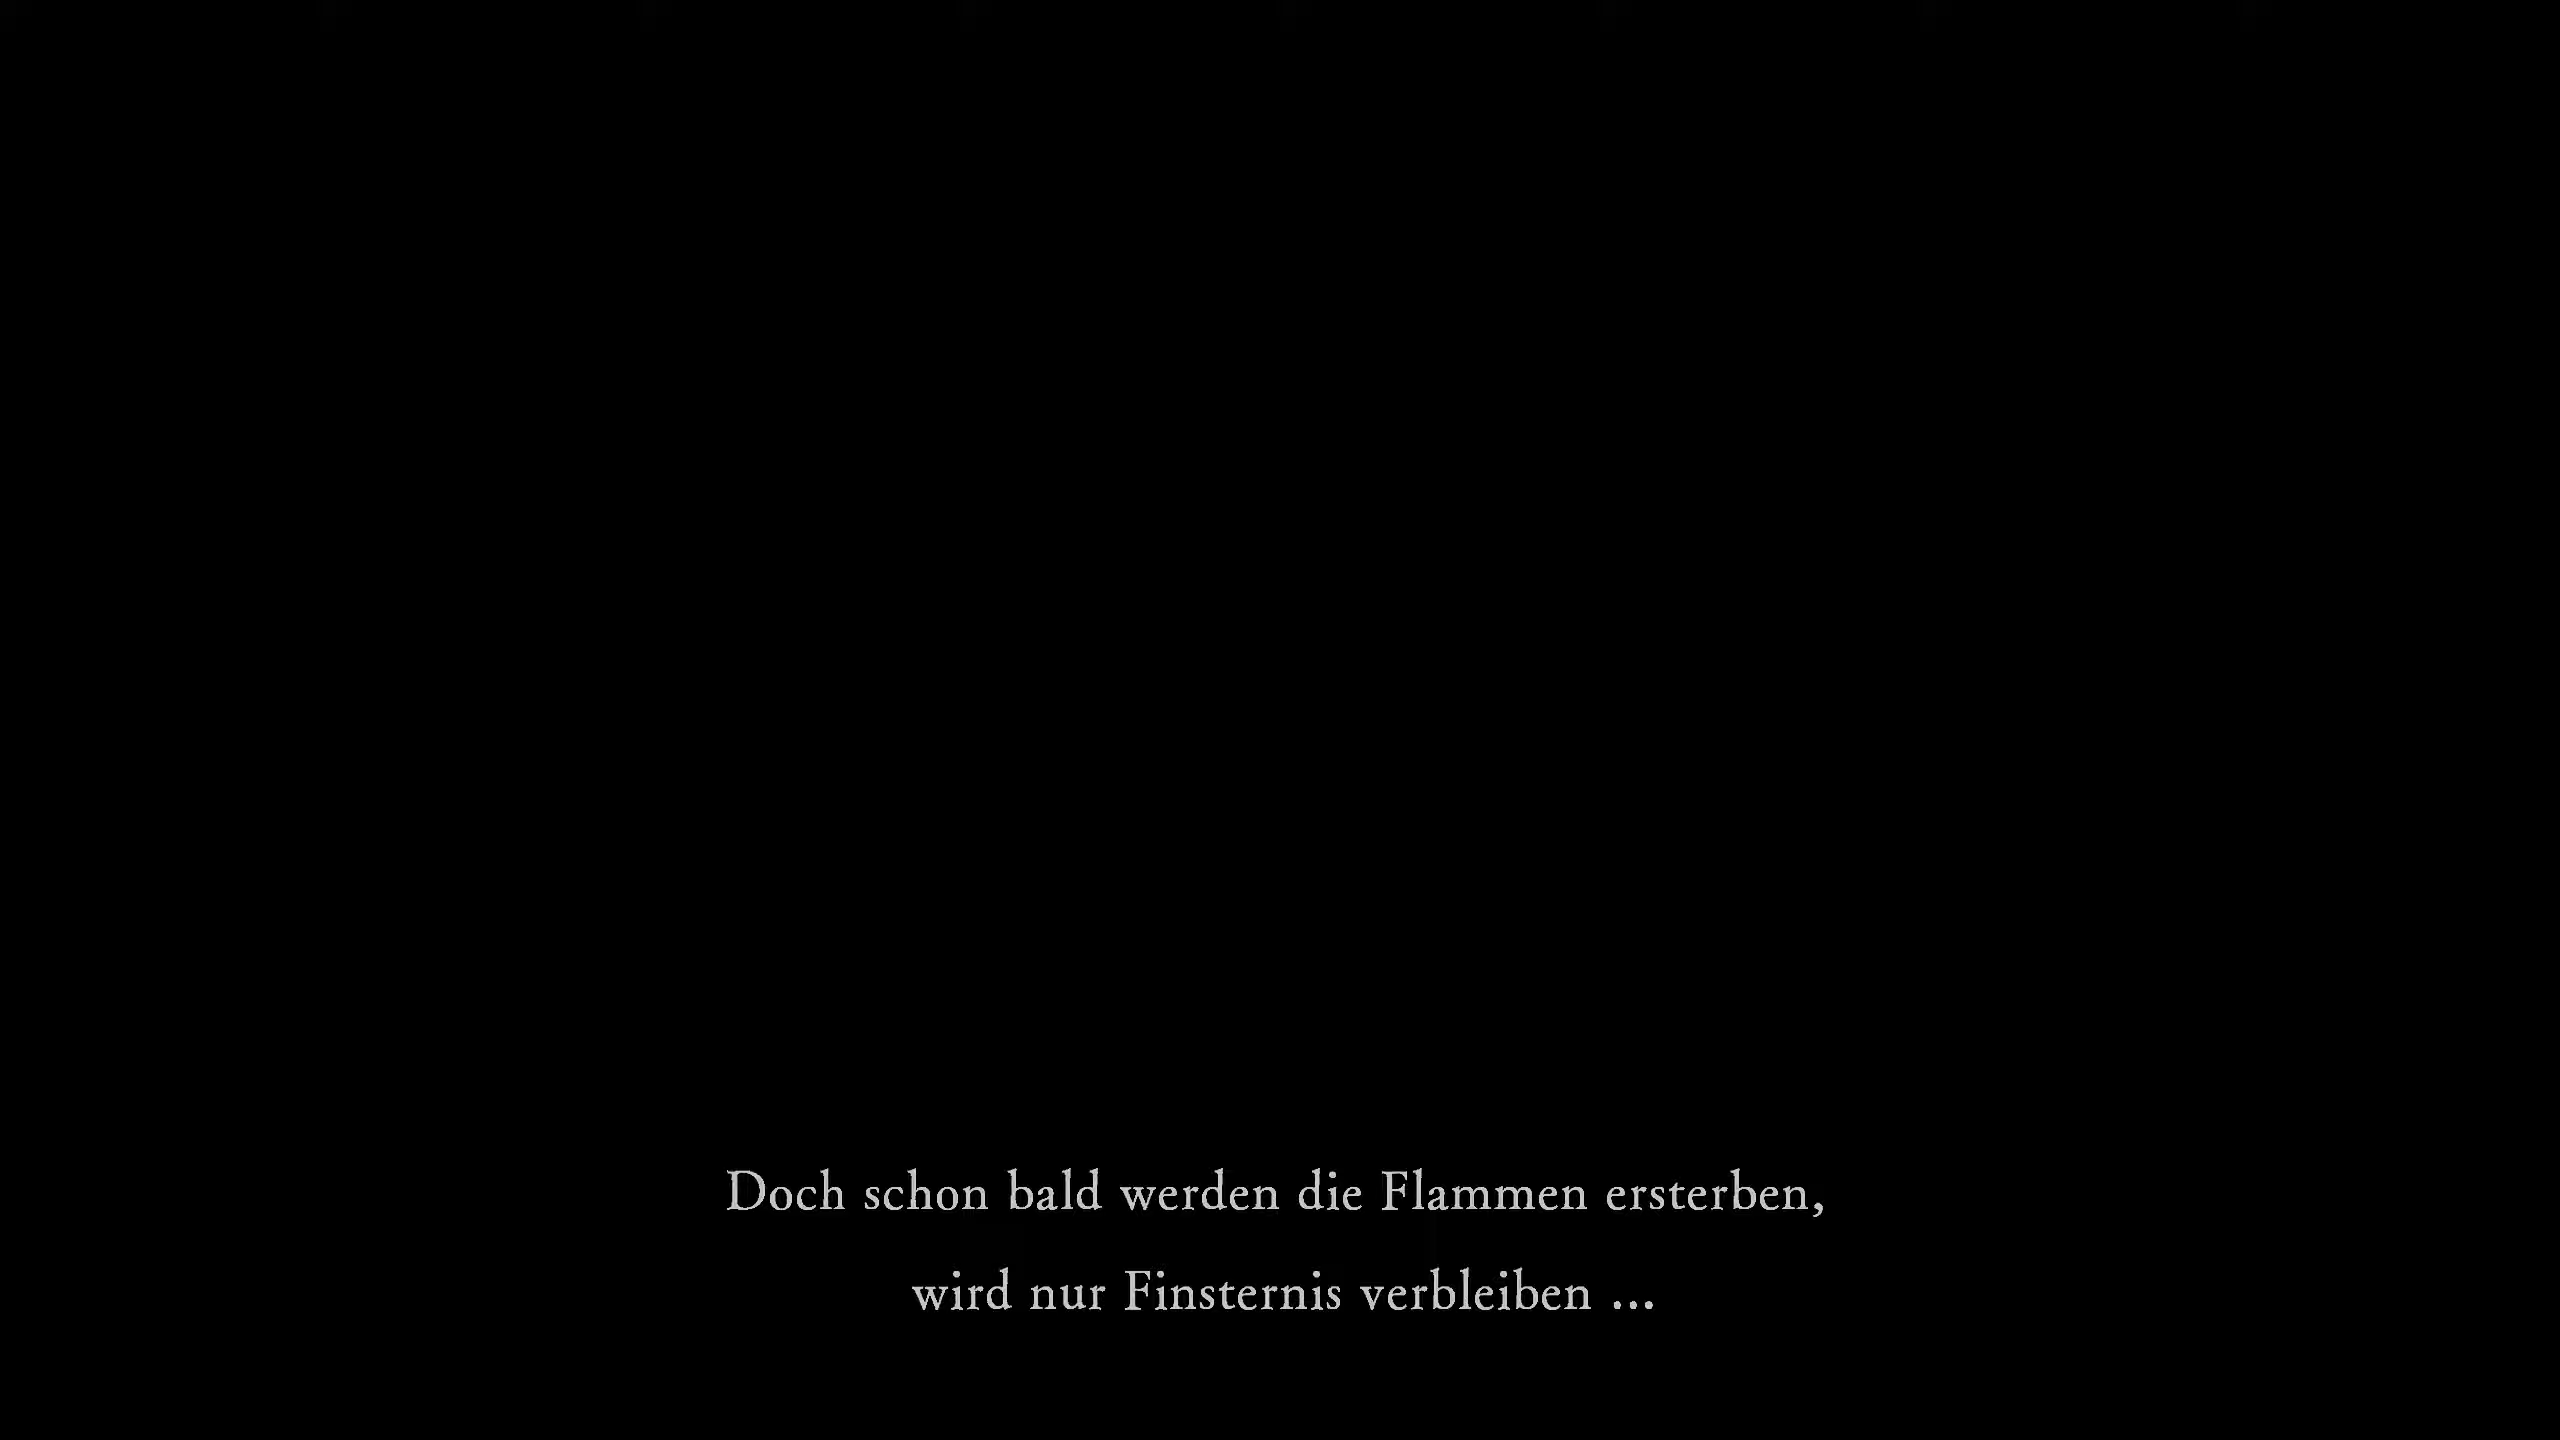 Doch schon bald werden die Flammen ersterben,
wird nur Finsternis verbleiben ...